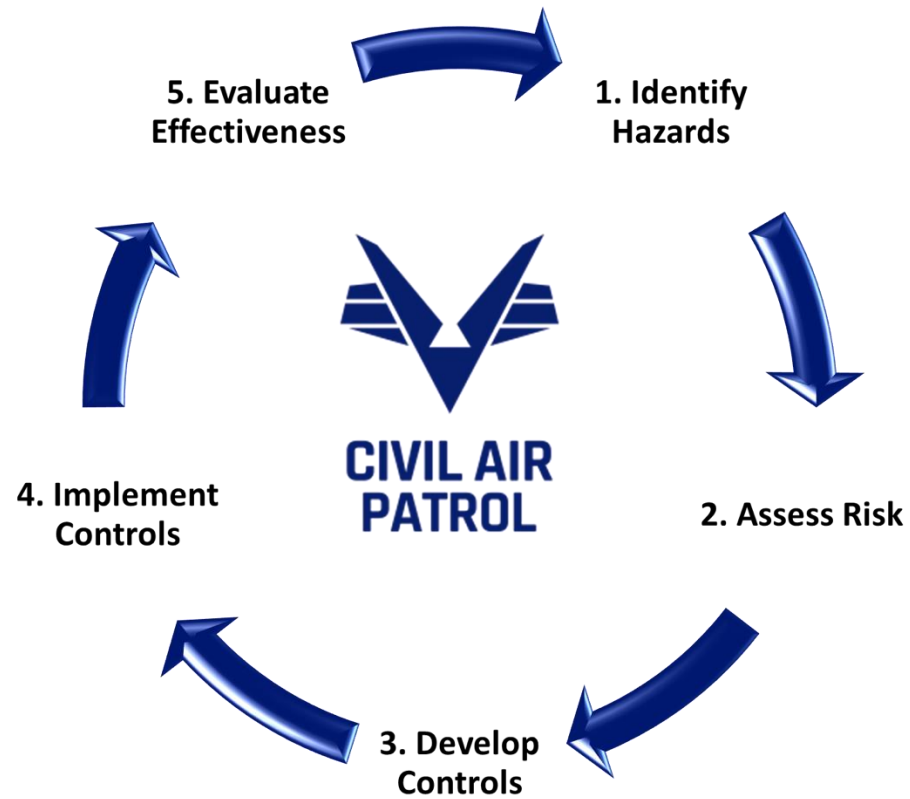 1. Identify
Hazards
2. Assess Risk
3. Develop
Controls
4. Implement
Controls
5. Evaluate
Effectiveness
CIVIL AIR
PATROL